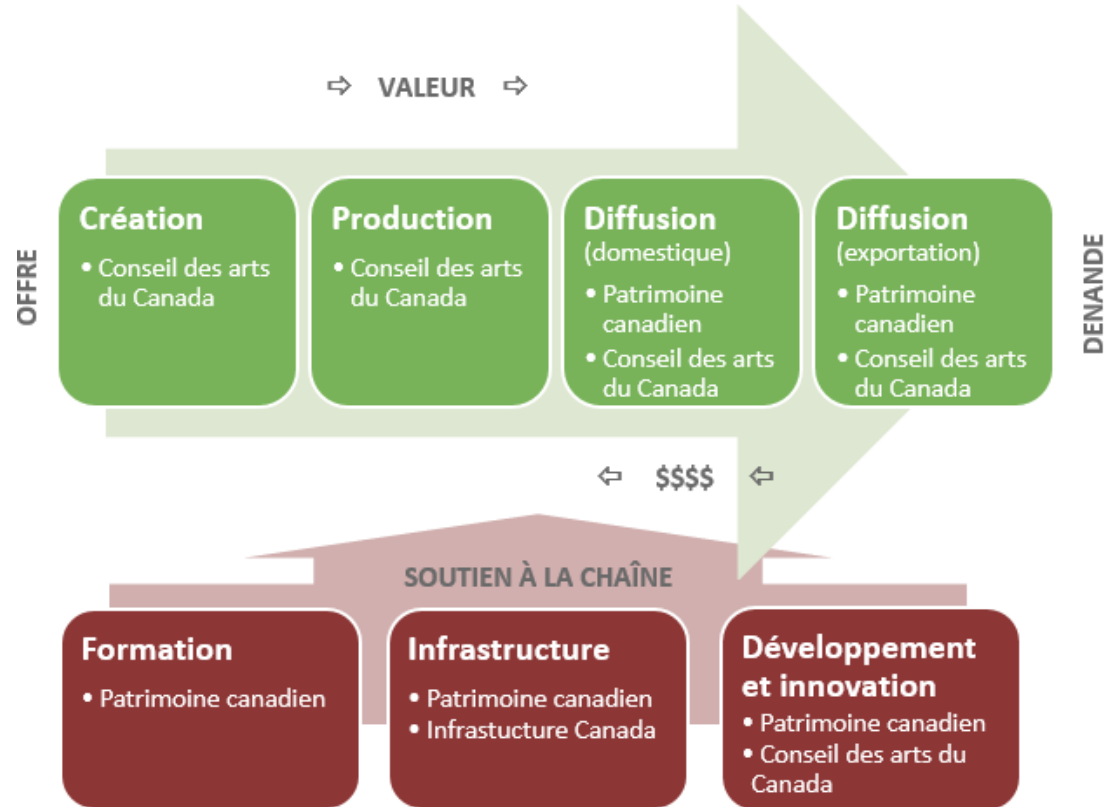 ⇨ VALEUR ⇨
OFFRE
Création
• Conseil des arts
du Canada
Production
• Conseil des arts
du Canada
Diffusion
(domestique)
• Patrimoine
canadien
• Conseil des arts
du Canada
Diffusion
(exportation)
• Patrimoine
canadien
• Conseil des arts
du Canada
DENANDE
⇦ $$$$ ⇦
SOUTIEN À LA CHAÎNE
Formation
• Patrimoine canadien
Infrastructure
• Patrimoine canadien
• Infrastucture Canada
Développement
et innovation
• Patrimoine canadien
• Conseil des arts du
Canada